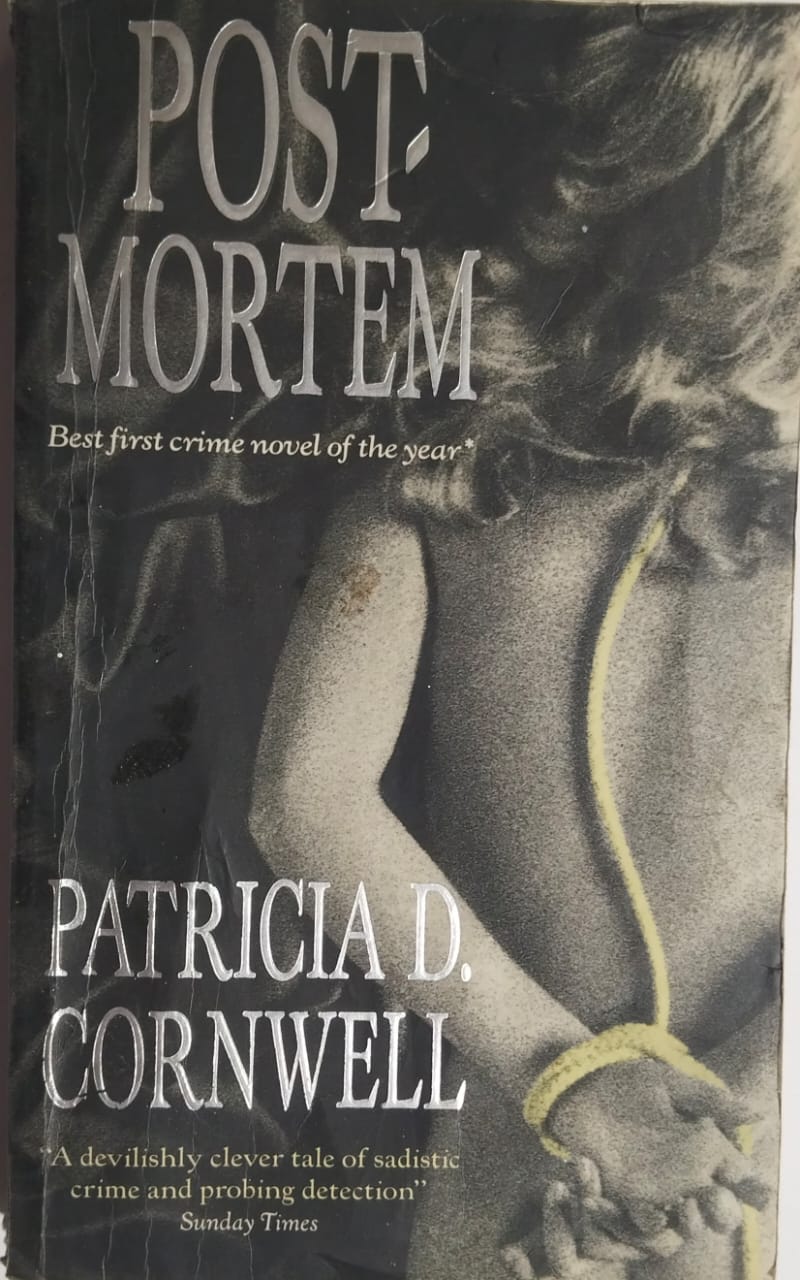 POST-
MORTEM
Best first crime novel of the year*
PATRICIA D.
CORNWELL
"A devilishly clever tale of sadistic
crime and probing detection"
Sunday Times